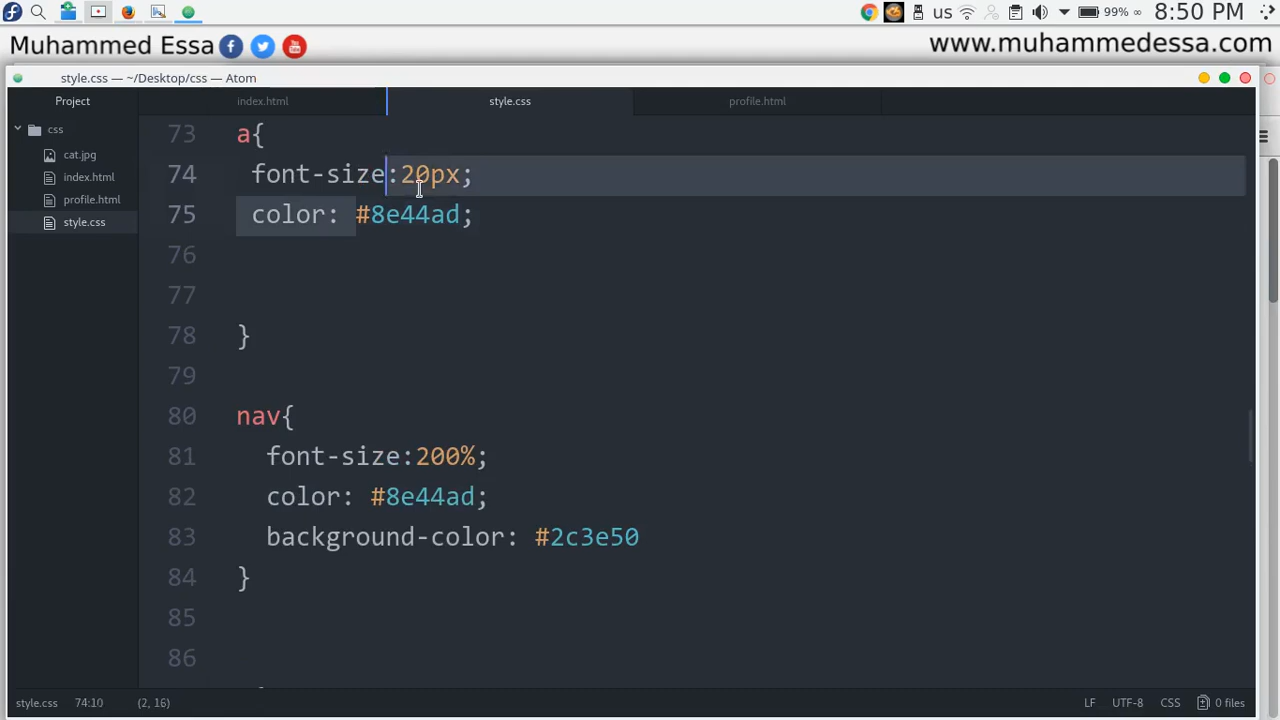 us
99%
8:50 PM
Muhammed Essa
www.muhammedessa.com
style.css — ~/Desktop/css — Atom
Project
index.html
style.css
profile.html
css
cat.jpg
index.html
profile.html
style.css
73 a{
74 font-size:20px;
75 color: #8e44ad;
76
77
78 }
79
80 nav{
81 font-size:200%;
82 color: #8e44ad;
83 background-color: #2c3e50
84 }
85
86
style.css 74:10 (2, 16) LF UTF-8 CSS 0 files